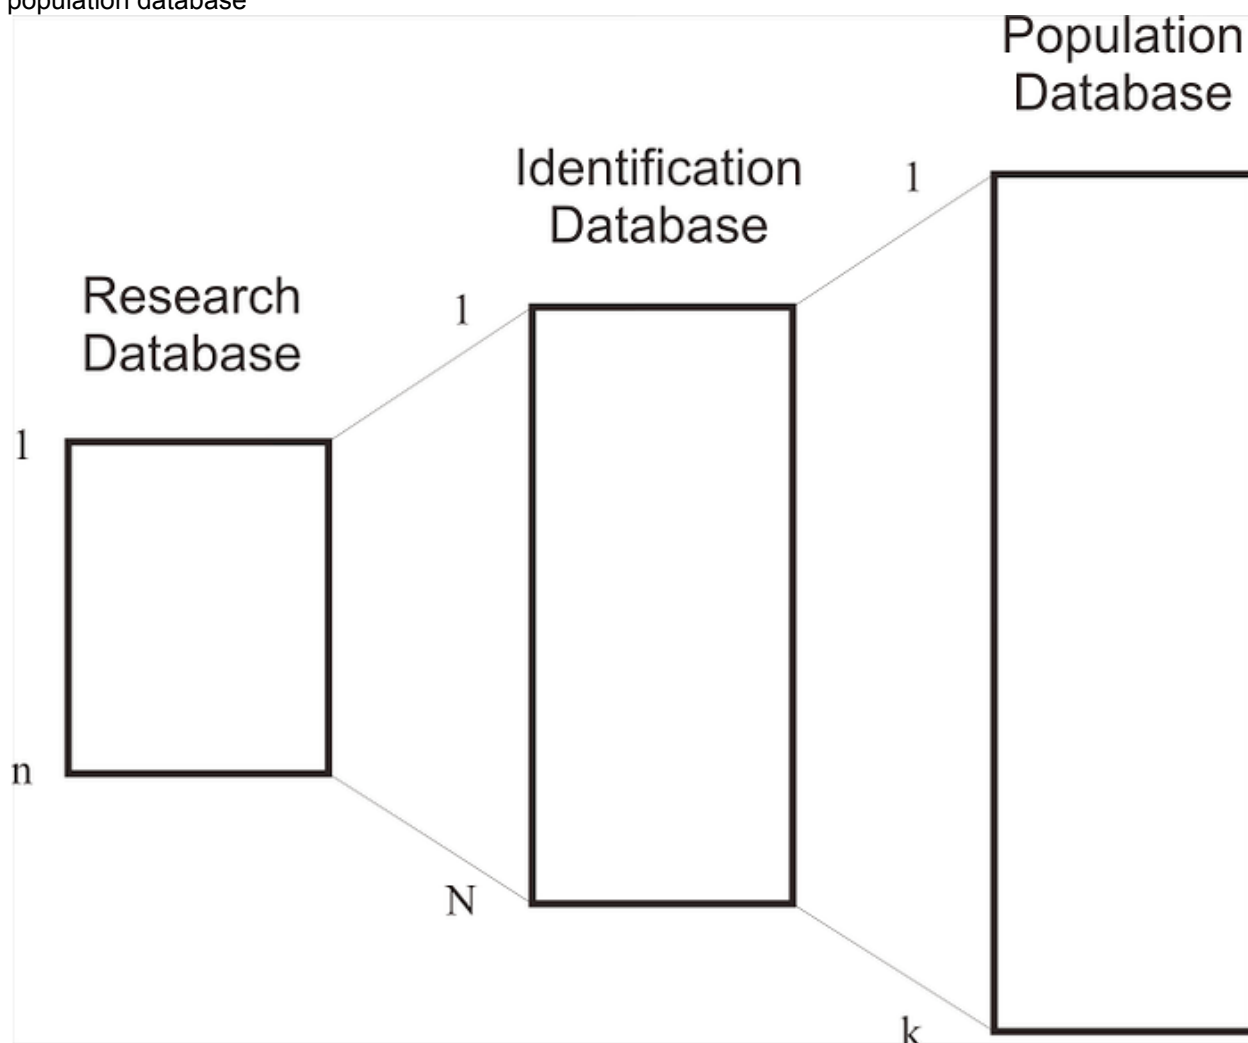 population database
Population
Database
Identification
Database
1
Research
Database
1
1
n
N
k